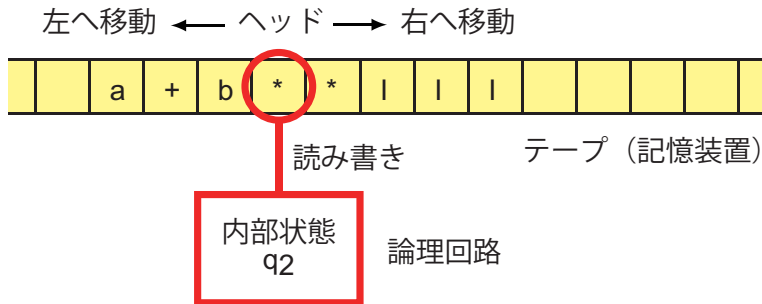 左へ移動 ヘッド 右へ移動
a + b * * I I I
読み書き
テープ（記憶装置）
内部状態
q2
論理回路